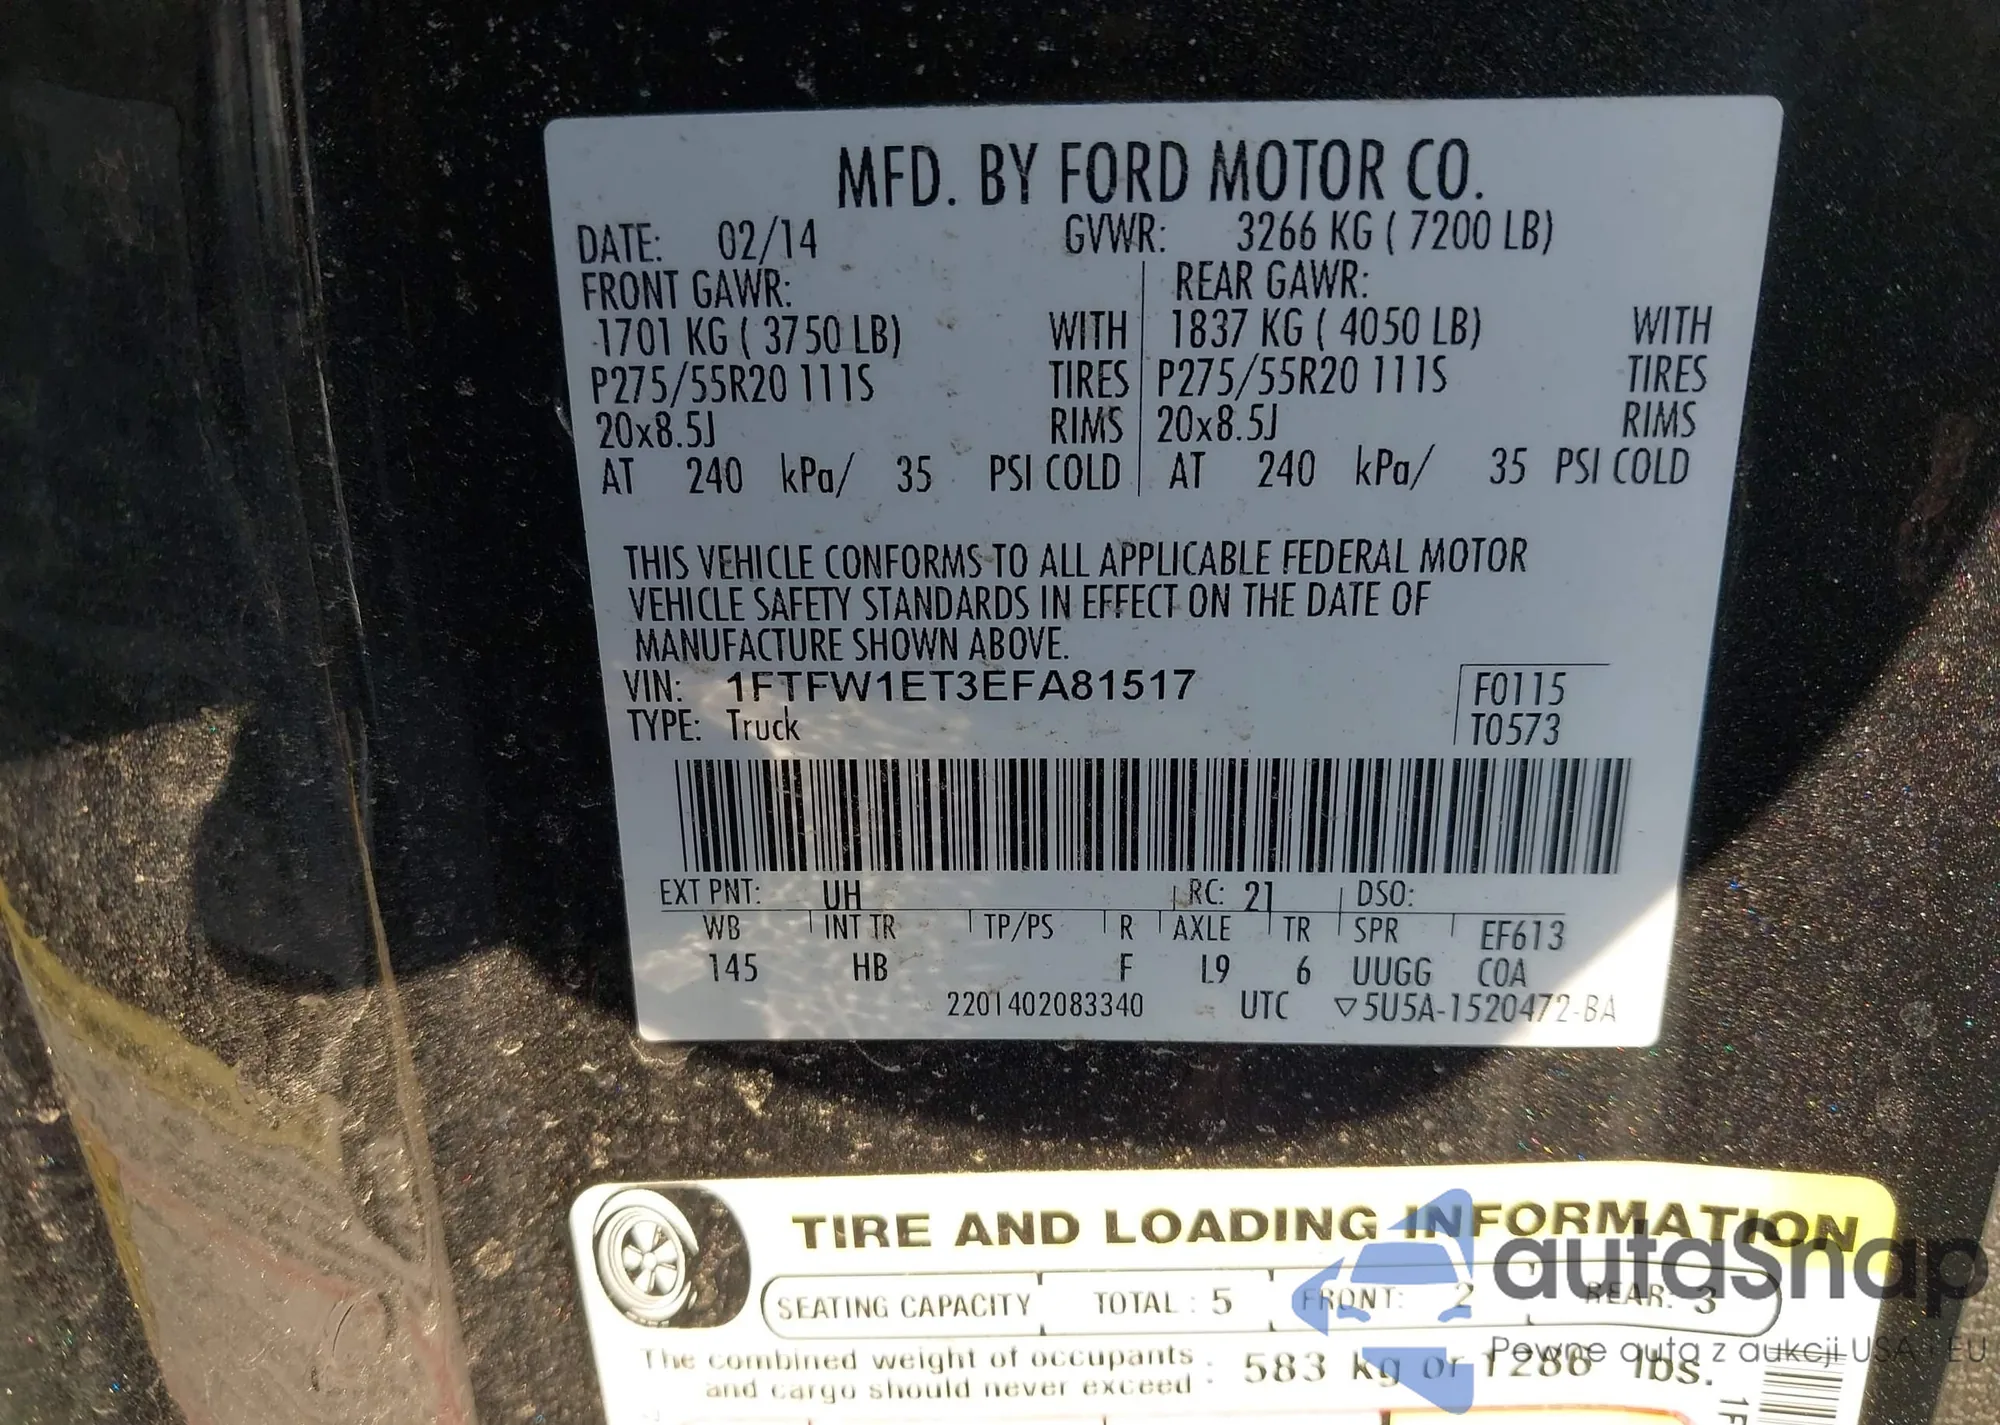 MFD. BY FORD MOTOR CO.
DATE: 02/14 GVWR: 3266 KG ( 7200 LB)
FRONT GAWR: REAR GAWR:
1701 KG ( 3750 LB) WITH 1837 KG ( 4050 LB) WITH
P275/55R20 111S TIRES P275/55R20 111S TIRES
20x8.5J RIMS 20x8.5J RIMS
AT 240 kPa/ 35 PSI COLD AT 240 kPa/ 35 PSI COLD
THIS VEHICLE CONFORMS TO ALL APPLICABLE FEDERAL MOTOR
VEHICLE SAFETY STANDARDS IN EFFECT ON THE DATE OF
MANUFACTURE SHOWN ABOVE.
VIN: 1FTFW1ET3EFA81517 F0115
TYPE: Truck T0573
EXT PNT: UH RC: 21 DSO:
WB INT TR TP/PS R AXLE TR SPR EF613
145 HB F L9 6 UUGG C0A
2201402083340 UTC ▽5U5A-1520472-BA
TIRE AND LOADING INFORMATION
SEATING CAPACITY TOTAL : 5 FRONT: 2 REAR: 3
The combined weight of occupants : 583 kg or 1286 lbs.
and cargo should never exceed :
autaSnap
Pewne auta z aukcji USA i EU
1F